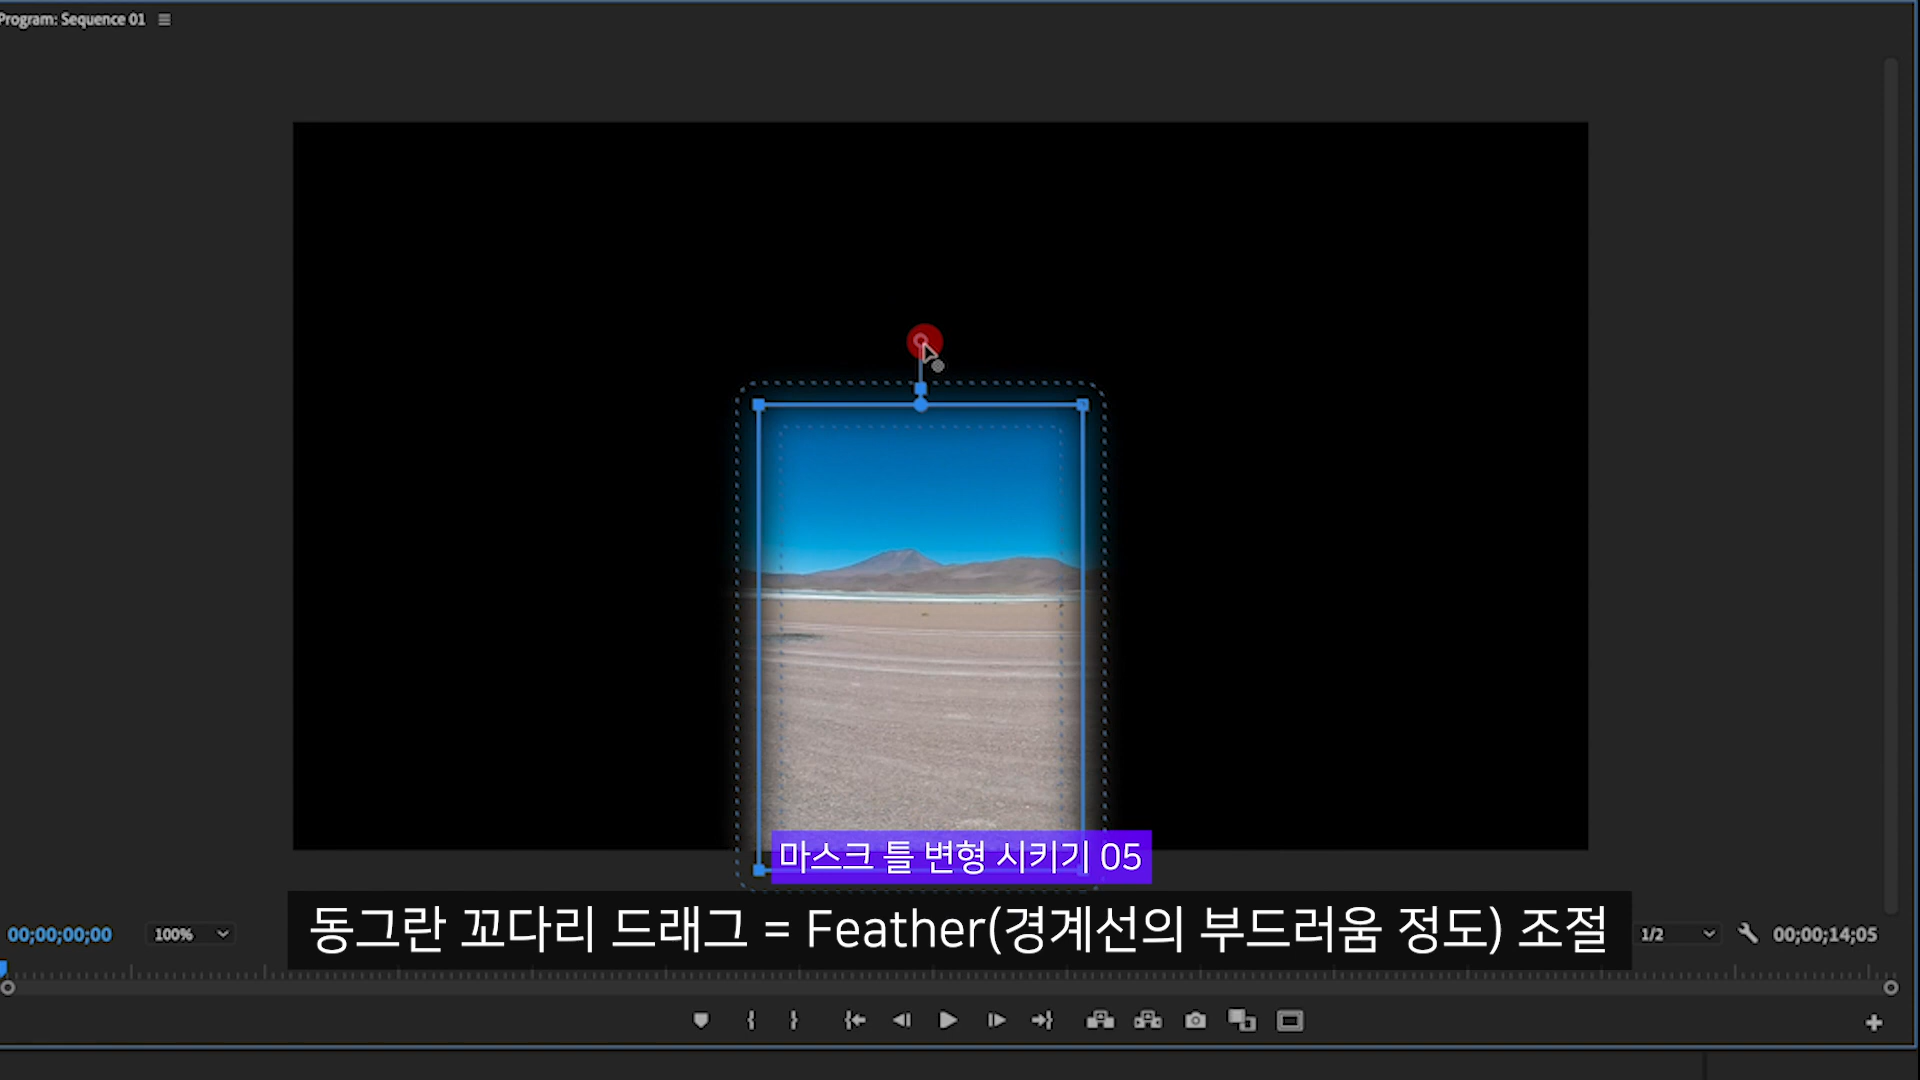 Program: Sequence 01
마스크 틀 변형 시키기 05
동그란 꼬다리 드래그 = Feather(경계선의 부드러움 정도) 조절
00;00;00;00
100%
1/2
00;00;14;05